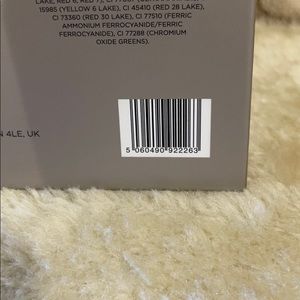 LAKE, RED 6, RED 7), CI
15985 (YELLOW 6 LAKE), CI 45410 (RED 28 LAKE),
CI 73360 (RED 30 LAKE), CI 77510 (FERRIC
AMMONIUM FERROCYANIDE/FERRIC
FERROCYANIDE), CI 77288 (CHROMIUM
OXIDE GREENS).
N 4LE, UK
5 060490 922263